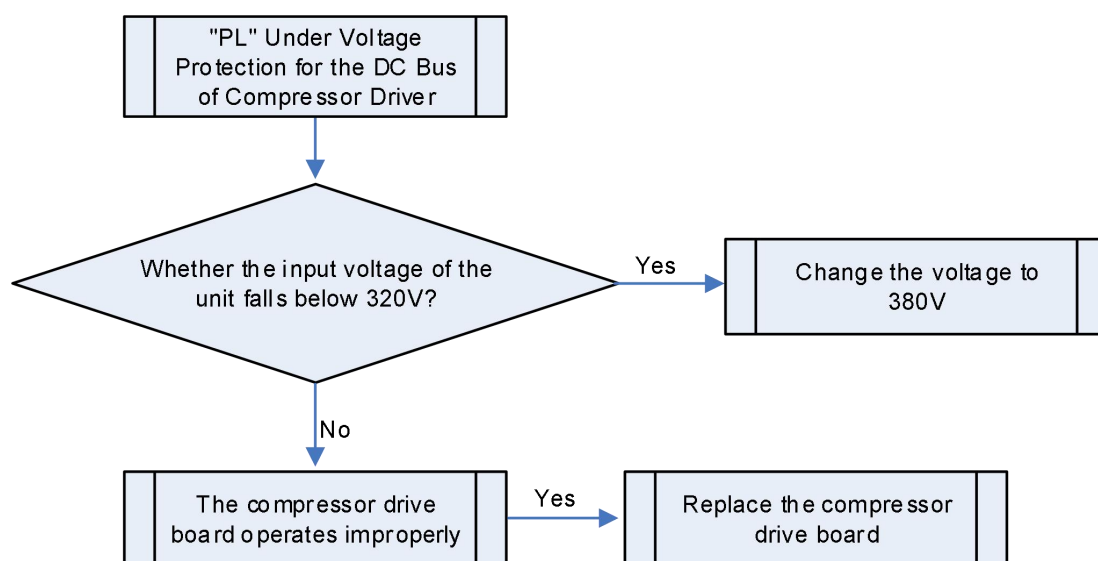 "PL" Under Voltage
Protection for the DC Bus
of Compressor Driver
Whether the input voltage of the
unit falls below 320V?
Yes
Change the voltage to
380V
No
The compressor drive
board operates improperly
Yes
Replace the compressor
drive board